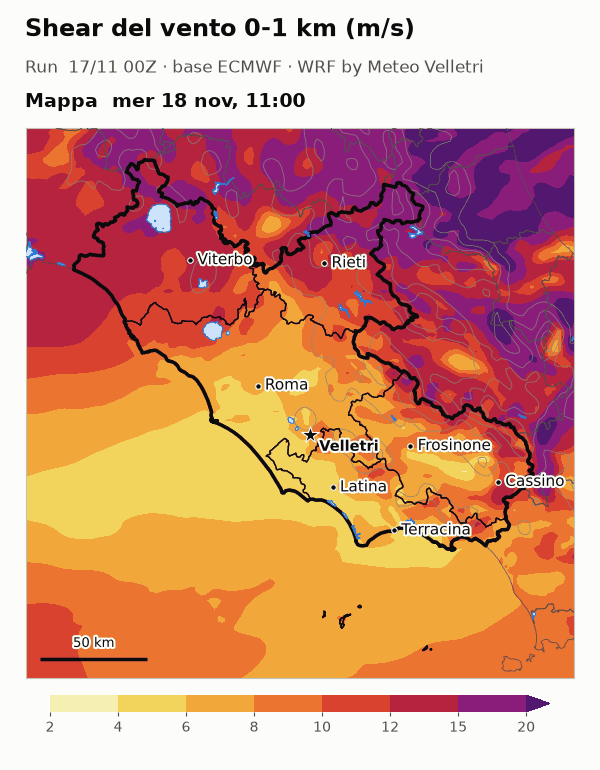 Shear del vento 0-1 km (m/s)
Run  17/11 00Z · base ECMWF · WRF by Meteo Velletri
Mappa  mer 18 nov, 11:00
Viterbo
Rieti
Roma
Velletri
Frosinone
Latina
Cassino
Terracina
50 km
2 4 6 8 10 12 15 20